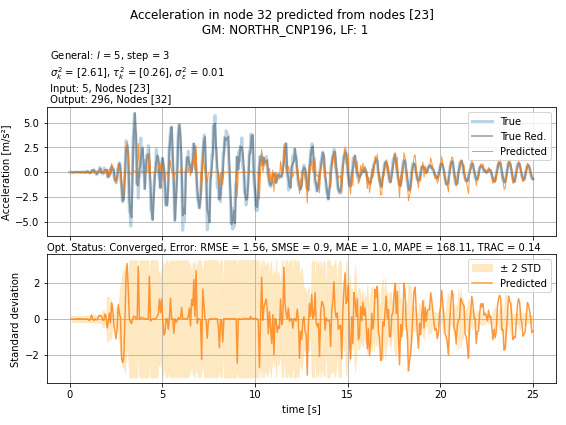 Acceleration in node 32 predicted from nodes [23]
GM: NORTHR_CNP196, LF: 1
General: l = 5, step = 3
σ²ₖ = [2.61], τ²ₖ = [0.26], σ²ε = 0.01
Input: 5, Nodes [23]
Output: 296, Nodes [32]
Acceleration [m/s²]
5.0
2.5
0.0
−2.5
−5.0
True
True Red.
Predicted
Opt. Status: Converged, Error: RMSE = 1.56, SMSE = 0.9, MAE = 1.0, MAPE = 168.11, TRAC = 0.14
Standard deviation
2
0
−2
± 2 STD
Predicted
0 5 10 15 20 25
time [s]